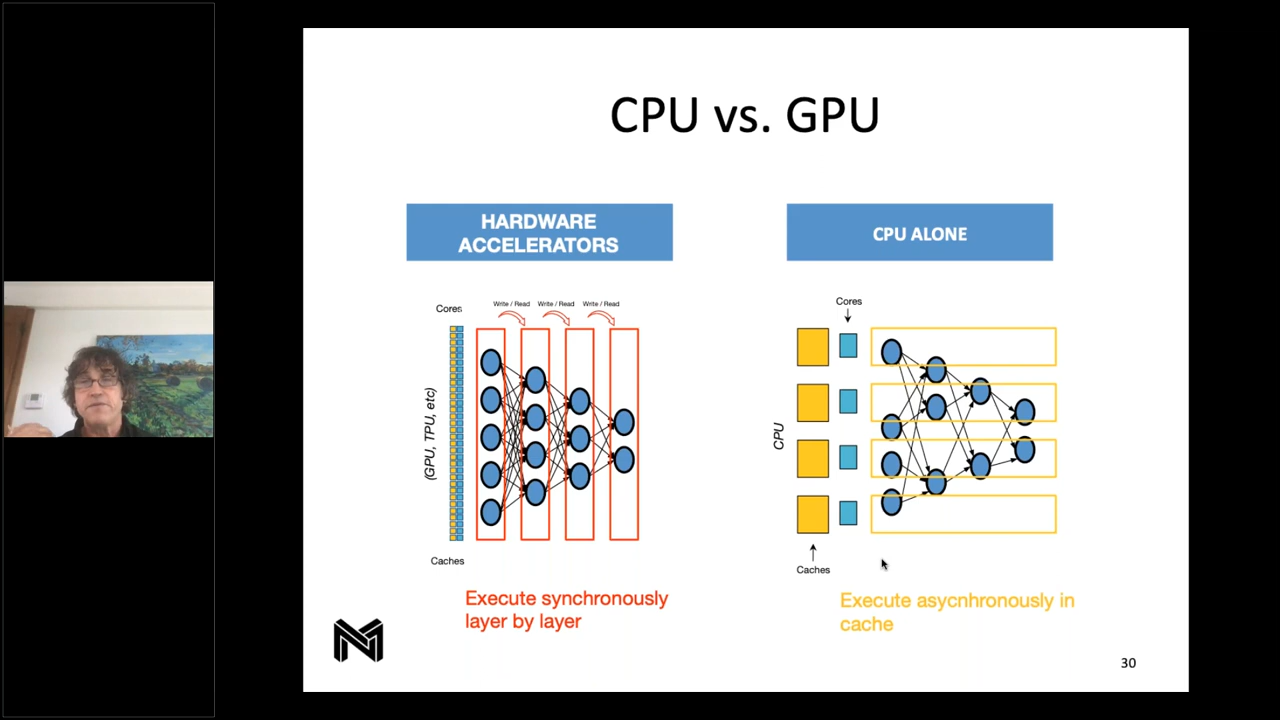 CPU vs. GPU
HARDWARE
ACCELERATORS
CPU ALONE
Cores
Write / Read
Write / Read
Write / Read
(GPU, TPU, etc)
Caches
Execute synchronously
layer by layer
Cores
CPU
Caches
Execute asycnhronously in
cache
30